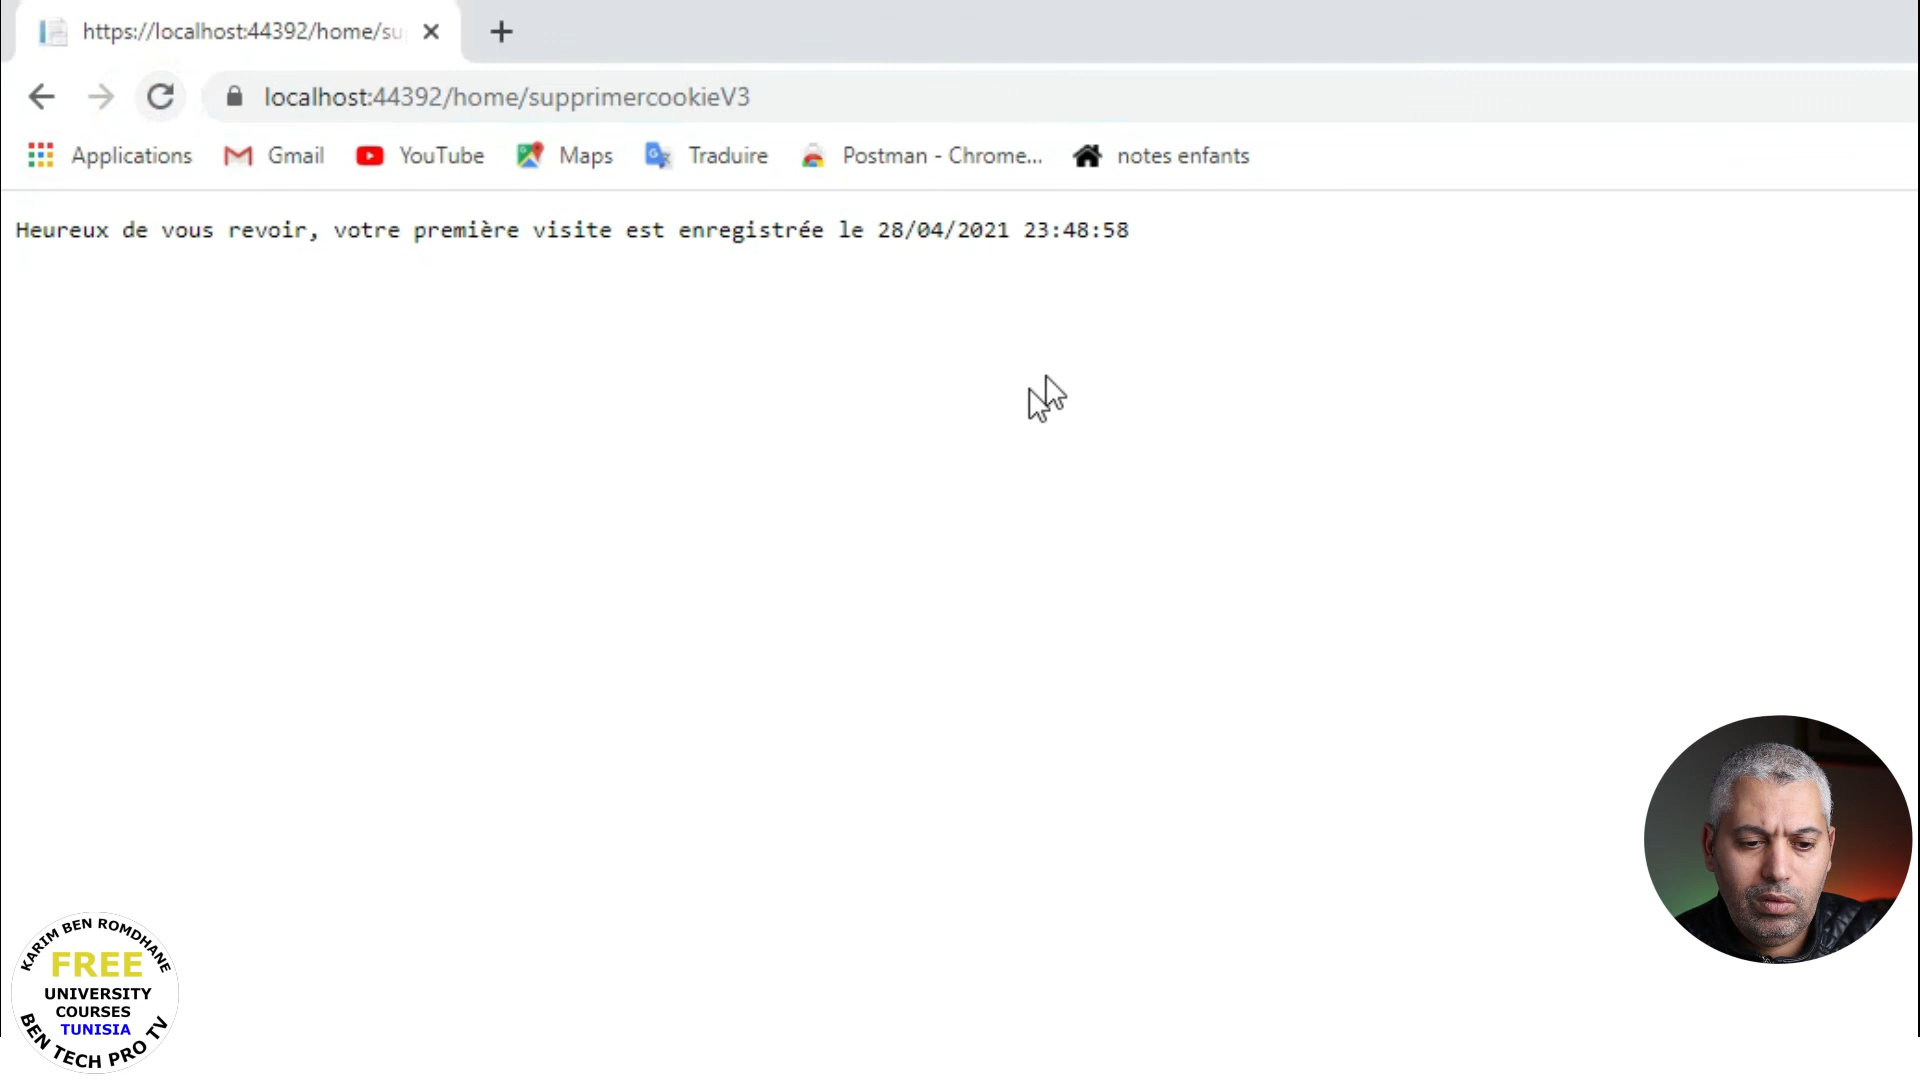 https://localhost:44392/home/su
localhost:44392/home/supprimercookieV3
Applications
Gmail
YouTube
Maps
Traduire
Postman - Chrome...
notes enfants
Heureux de vous revoir, votre première visite est enregistrée le 28/04/2021 23:48:58
KARIM BEN ROMDHANE
FREE
UNIVERSITY
COURSES
TUNISIA
BEN TECH PRO TV